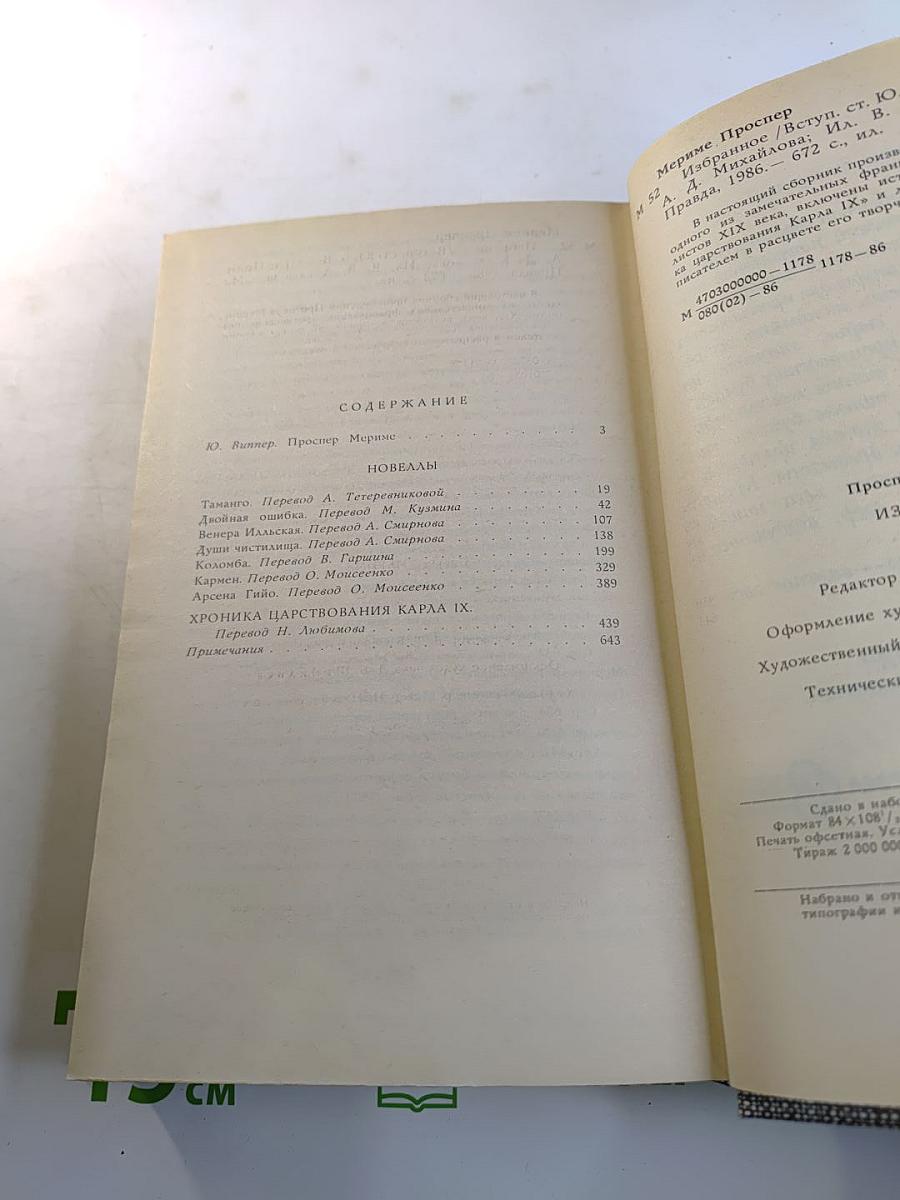 СОДЕРЖАНИЕ
Ю. Виппер. Проспер Мериме . . . . . . . . . . . 3
НОВЕЛЛЫ
Таманго. Перевод А. Тетеревниковой . . . . . . . . 19
Двойная ошибка. Перевод М. Кузмина . . . . . . . . 42
Венера Илльская. Перевод А. Смирнова . . . . . . . . 107
Души чистилища. Перевод А. Смирнова . . . . . . . . 138
Коломба. Перевод В. Гаршина . . . . . . . . . . 199
Кармен. Перевод О. Моисеенко . . . . . . . . . . 329
Арсена Гийо. Перевод О. Моисеенко . . . . . . . . 389
ХРОНИКА ЦАРСТВОВАНИЯ КАРЛА IX.
Перевод Н. Любимова . . . . . . . . . . . 439
Примечания . . . . . . . . . . . . . . . . 643
Мериме Проспер
М 52 Избранное /Вступ. ст. Ю.
А. Д. Михайлова; Ил. В.
Правда, 1986.— 672 с., ил.
В настоящий сборник произв
одного из замечательных фран
листов XIX века, включены ист
ка царствования Карла IX» и
писателем в расцвете его творч
М 4703000000—1178
080(02)—86 1178—86
Просп
ИЗ
Редактор
Оформление ху
Художественный
Техническ
Сдано в наб
Формат 84×108¹/
Печать офсетная. Ус
Тираж 2 000 00
Набрано и от
типографии и
см